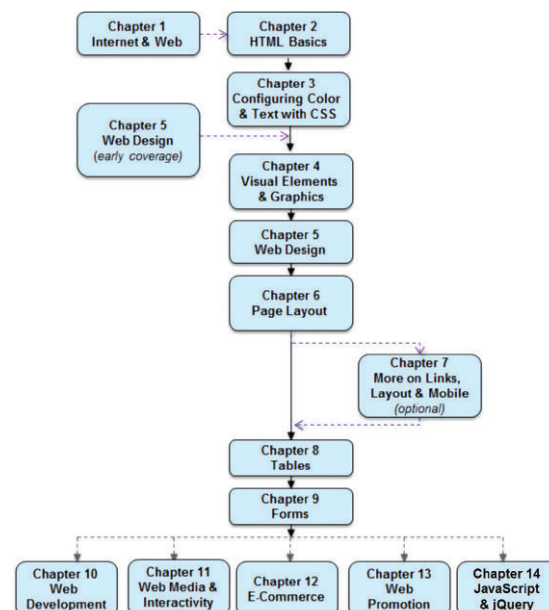 Chapter 1
Internet & Web
Chapter 2
HTML Basics
Chapter 3
Configuring Color
& Text with CSS
Chapter 5
Web Design
(early coverage)
Chapter 4
Visual Elements
& Graphics
Chapter 5
Web Design
Chapter 6
Page Layout
Chapter 7
More on Links,
Layout & Mobile
(optional)
Chapter 8
Tables
Chapter 9
Forms
Chapter 10
Web
Development
Chapter 11
Web Media &
Interactivity
Chapter 12
E-Commerce
Chapter 13
Web
Promotion
Chapter 14
JavaScript
& jQuery